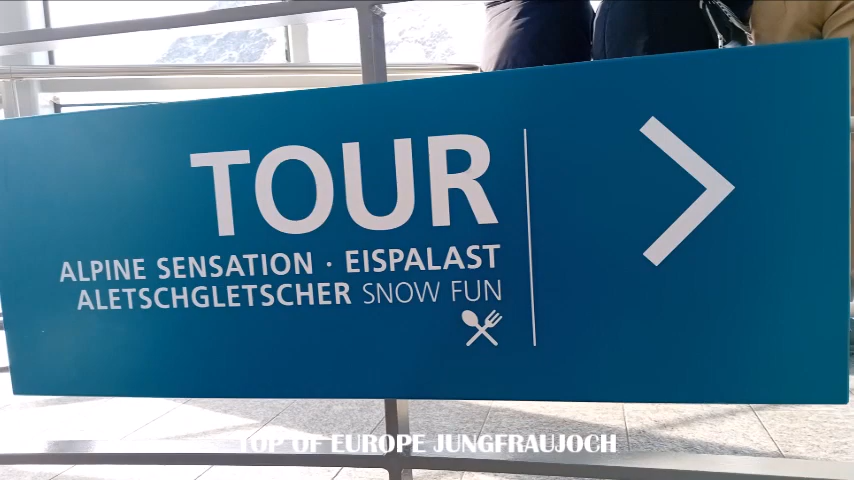 TOUR
ALPINE SENSATION · EISPALAST
ALETSCHGLETSCHER SNOW FUN
TOP OF EUROPE JUNGFRAUJOCH